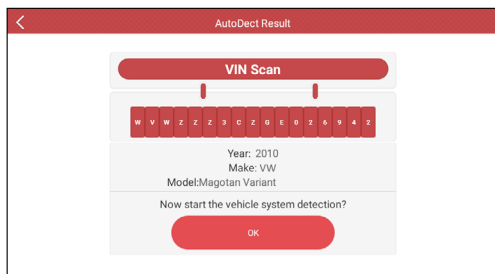 AutoDect Result
VIN Scan
W V W Z Z Z 3 C Z G E 0 2 6 9 4 2
Year: 2010
Make: VW
Model:Magotan Variant
Now start the vehicle system detection?
OK